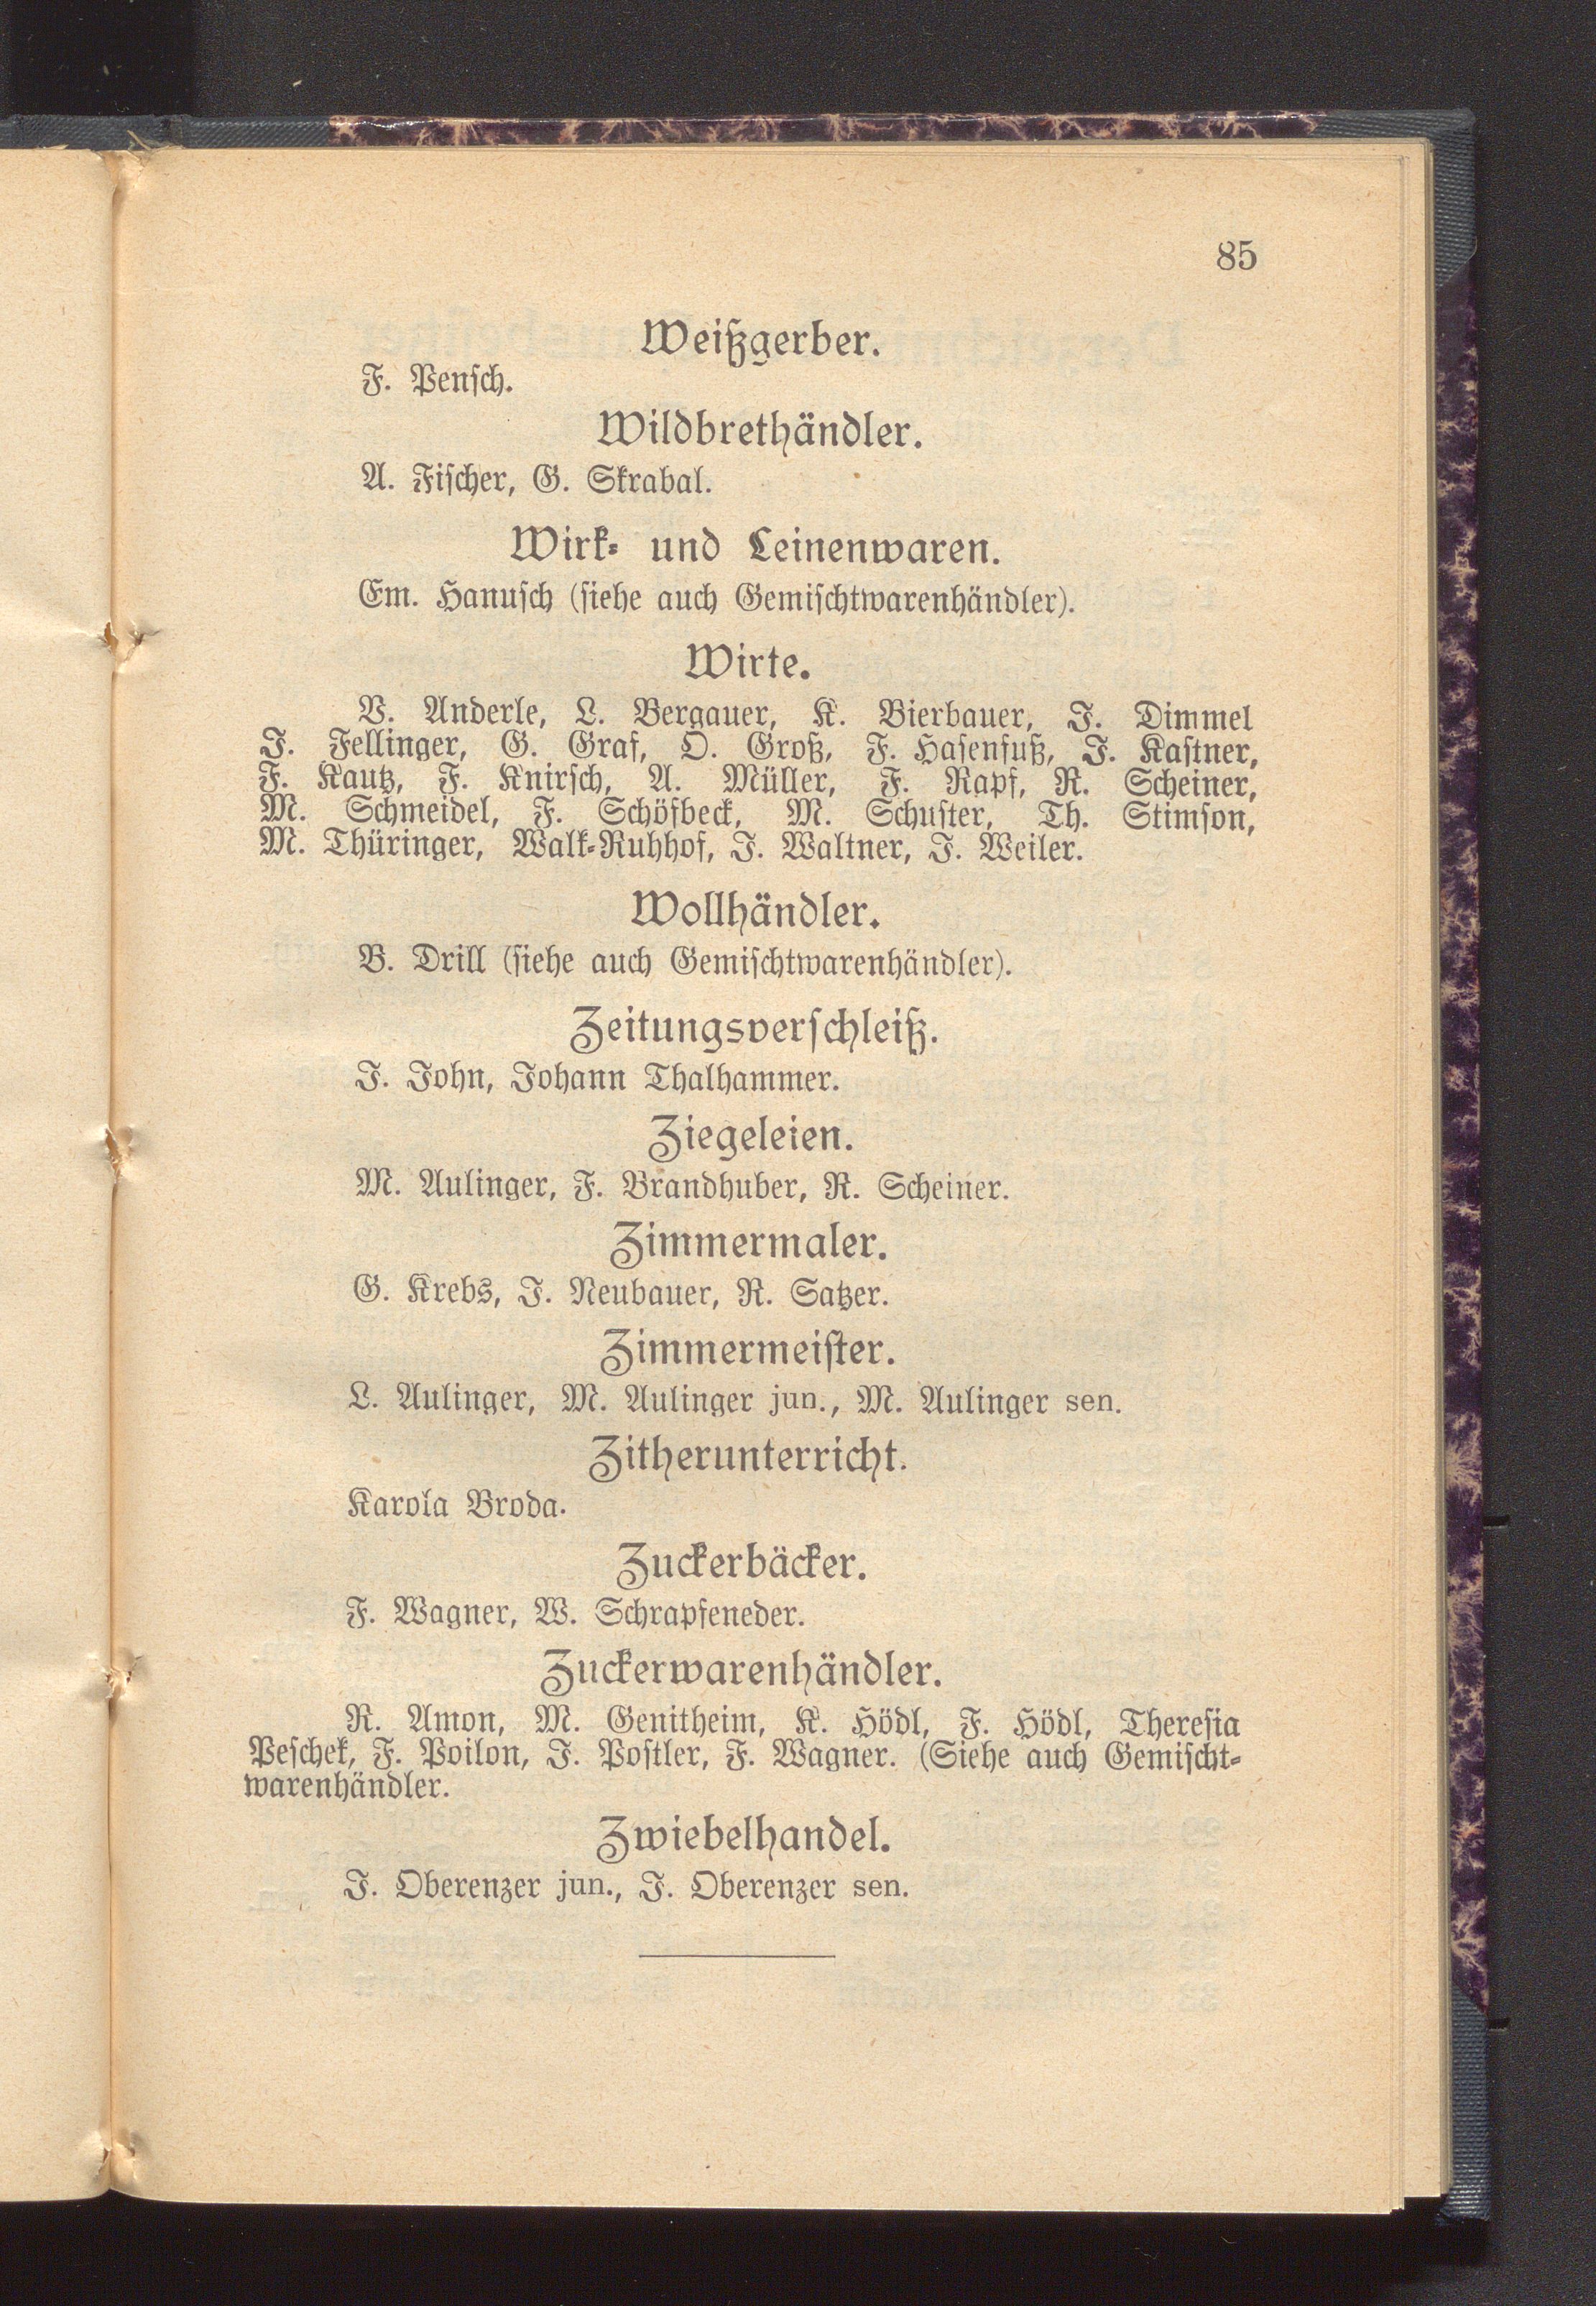 85
Weißgerber.
F. Pensch.
Wildbrethändler.
A. Fischer, G. Skrabal.
Wirk- und Leinenwaren.
Em. Hanusch (siehe auch Gemischtwarenhändler).
Wirte.
V. Anderle, L. Bergauer, K. Bierbauer, J. Dimmel
J. Fellinger, G. Graf, O. Groß, F. Hasenfuß, J. Kastner,
F. Kautz, F. Knirsch, A. Müller, F. Rapf, R. Scheiner,
M. Schmeidel, F. Schöfbeck, M. Schuster, Th. Stimson,
M. Thüringer, Walk-Ruhhof, J. Waltner, J. Weiler.
Wollhändler.
B. Drill (siehe auch Gemischtwarenhändler).
Zeitungsverschleiß.
J. John, Johann Thalhammer.
Ziegeleien.
M. Aulinger, F. Brandhuber, R. Scheiner.
Zimmermaler.
G. Krebs, J. Neubauer, R. Satzer.
Zimmermeister.
L. Aulinger, M. Aulinger jun., M. Aulinger sen.
Zitherunterricht.
Karola Broda.
Zuckerbäcker.
F. Wagner, W. Schrapfeneder.
Zuckerwarenhändler.
R. Amon, M. Genitheim, K. Hödl, F. Hödl, Theresia
Peschek, F. Poilon, J. Postler, F. Wagner. (Siehe auch Gemischt-
warenhändler.
Zwiebelhandel.
J. Oberenzer jun., J. Oberenzer sen.